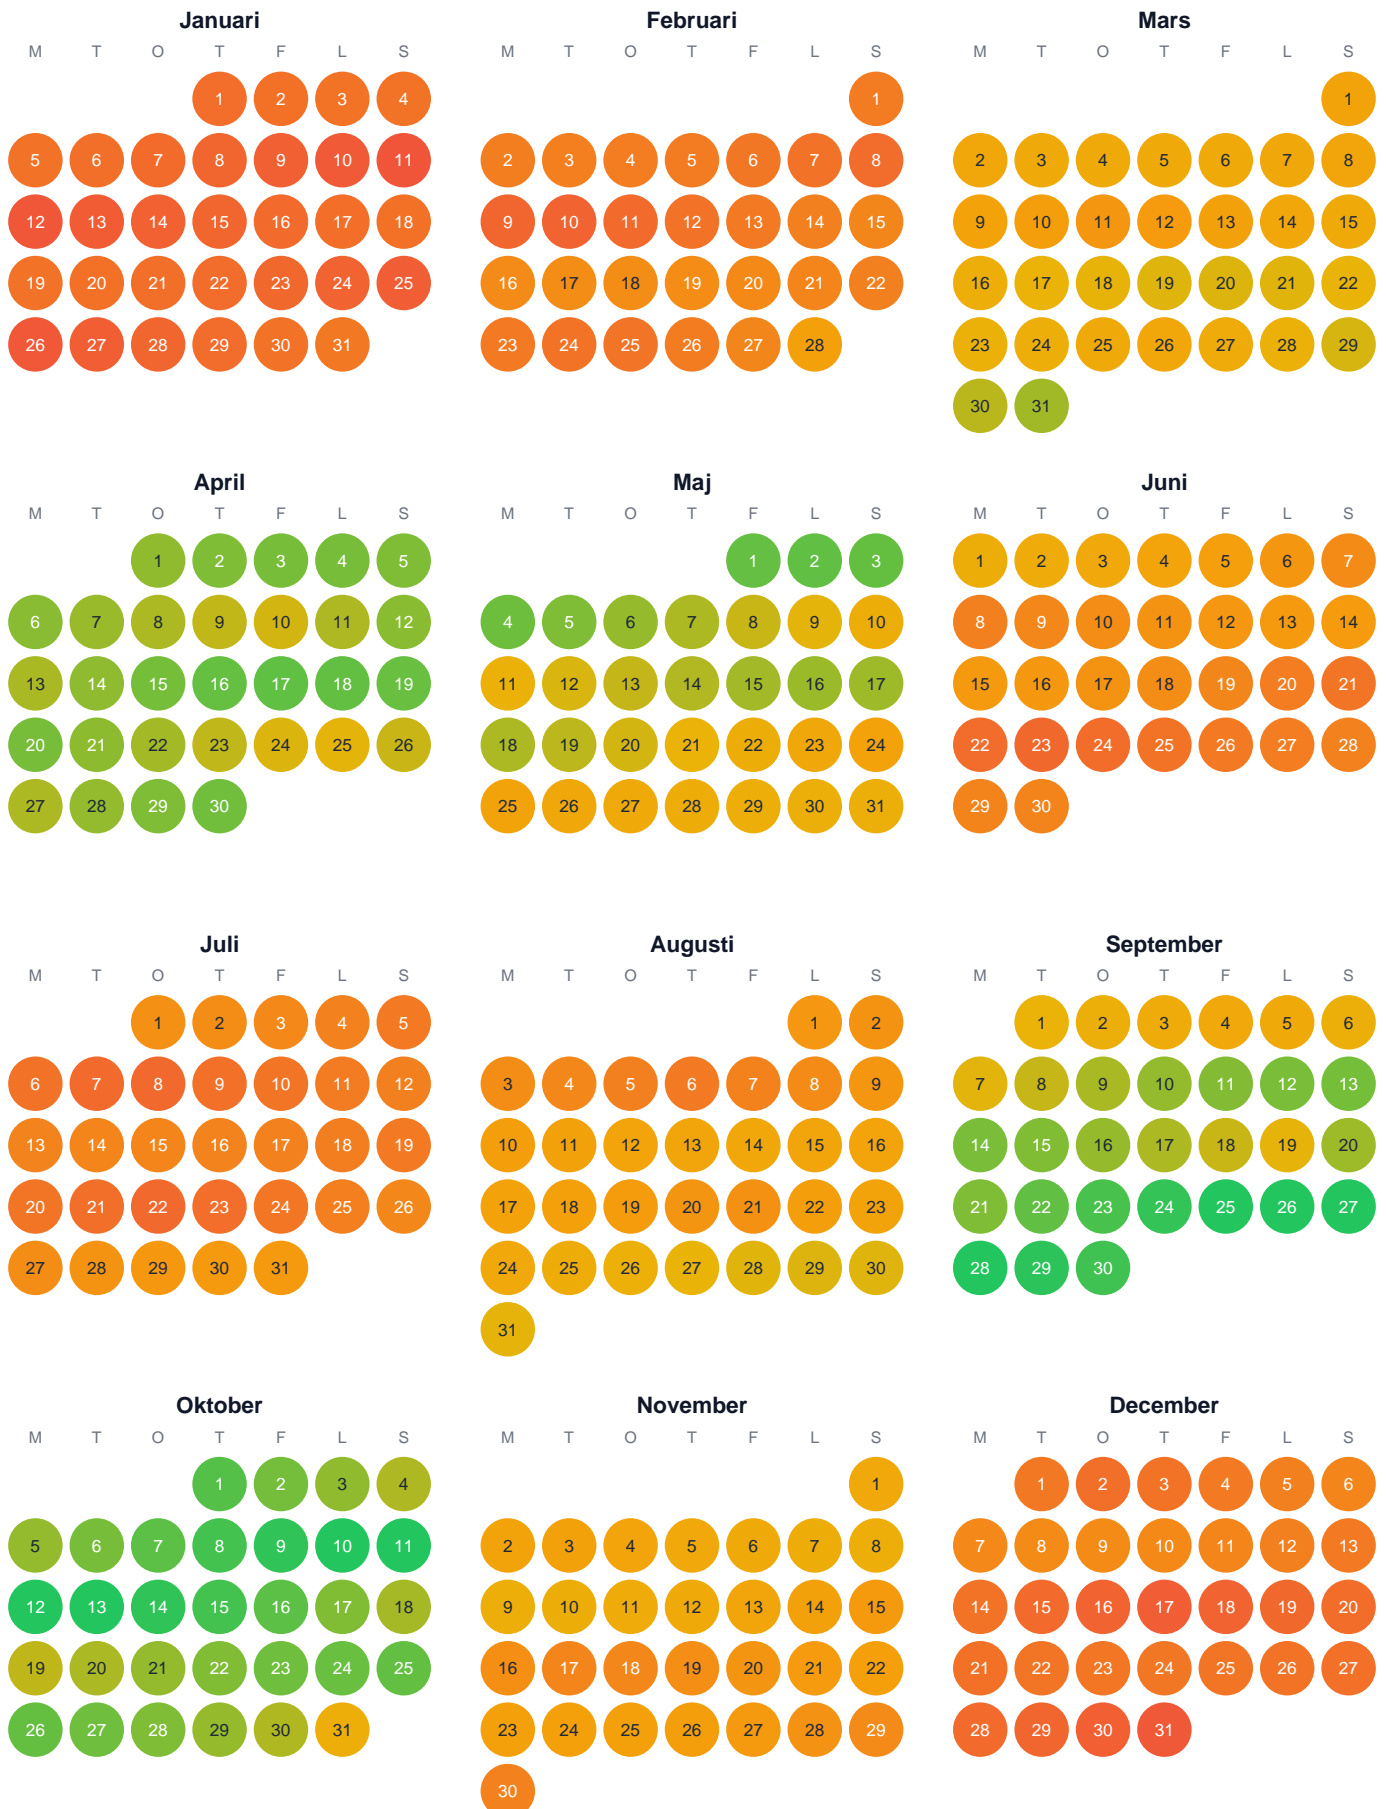 Januari
M T O T F L S
1 2 3 4
5 6 7 8 9 10 11
12 13 14 15 16 17 18
19 20 21 22 23 24 25
26 27 28 29 30 31
Februari
M T O T F L S
1
2 3 4 5 6 7 8
9 10 11 12 13 14 15
16 17 18 19 20 21 22
23 24 25 26 27 28
Mars
M T O T F L S
1
2 3 4 5 6 7 8
9 10 11 12 13 14 15
16 17 18 19 20 21 22
23 24 25 26 27 28 29
30 31
April
M T O T F L S
1 2 3 4 5
6 7 8 9 10 11 12
13 14 15 16 17 18 19
20 21 22 23 24 25 26
27 28 29 30
Maj
M T O T F L S
1 2 3
4 5 6 7 8 9 10
11 12 13 14 15 16 17
18 19 20 21 22 23 24
25 26 27 28 29 30 31
Juni
M T O T F L S
1 2 3 4 5 6 7
8 9 10 11 12 13 14
15 16 17 18 19 20 21
22 23 24 25 26 27 28
29 30
Juli
M T O T F L S
1 2 3 4 5
6 7 8 9 10 11 12
13 14 15 16 17 18 19
20 21 22 23 24 25 26
27 28 29 30 31
Augusti
M T O T F L S
1 2
3 4 5 6 7 8 9
10 11 12 13 14 15 16
17 18 19 20 21 22 23
24 25 26 27 28 29 30
31
September
M T O T F L S
1 2 3 4 5 6
7 8 9 10 11 12 13
14 15 16 17 18 19 20
21 22 23 24 25 26 27
28 29 30
Oktober
M T O T F L S
1 2 3 4
5 6 7 8 9 10 11
12 13 14 15 16 17 18
19 20 21 22 23 24 25
26 27 28 29 30 31
November
M T O T F L S
1
2 3 4 5 6 7 8
9 10 11 12 13 14 15
16 17 18 19 20 21 22
23 24 25 26 27 28 29
30
December
M T O T F L S
1 2 3 4 5 6
7 8 9 10 11 12 13
14 15 16 17 18 19 20
21 22 23 24 25 26 27
28 29 30 31